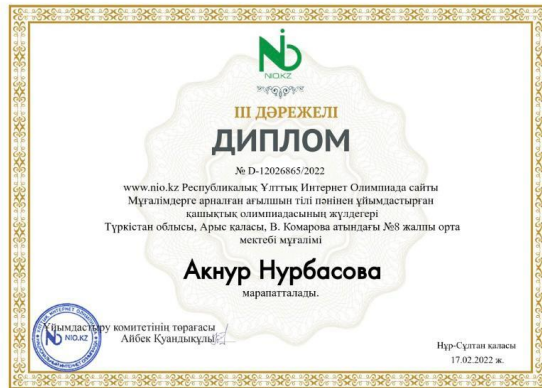 NIO.KZ
III ДӘРЕЖЕЛІ
ДИПЛОМ
№ D-12026865/2022
www.nio.kz Республикалық Ұлттық Интернет Олимпиада сайты
Мұғалімдерге арналған ағылшын тілі пәнінен ұйымдастырған
қашықтық олимпиадасының жүлдегері
Түркістан облысы, Арыс қаласы, В. Комарова атындағы №8 жалпы орта
мектебі мұғалімі
Акнур Нурбасова
марапатталады.
Ұйымдастыру комитетінің төрағасы
Айбек Қуандықұлы
NIO.KZ
Нұр-Сұлтан қаласы
17.02.2022 ж.